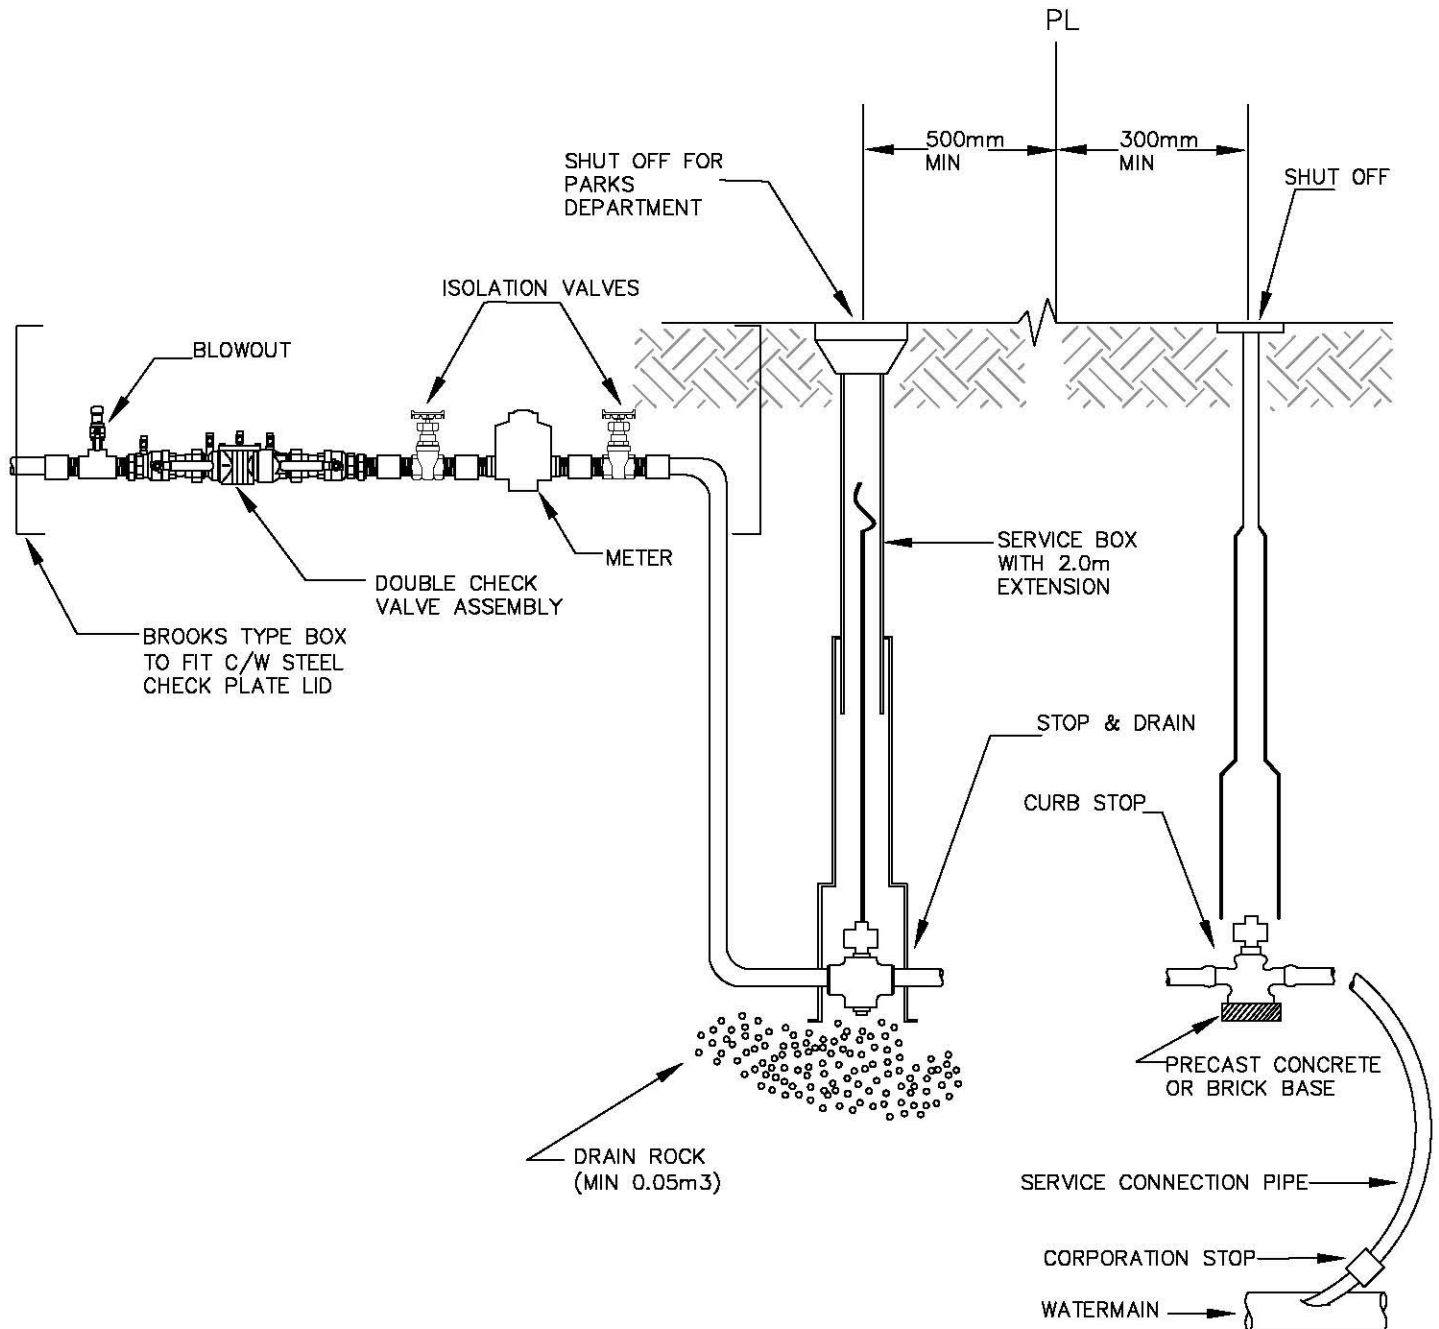 PL
500mm
MIN
300mm
MIN
SHUT OFF FOR
PARKS
DEPARTMENT
SHUT OFF
ISOLATION VALVES
BLOWOUT
METER
SERVICE BOX
WITH 2.0m
EXTENSION
DOUBLE CHECK
VALVE ASSEMBLY
BROOKS TYPE BOX
TO FIT C/W STEEL
CHECK PLATE LID
STOP & DRAIN
CURB STOP
PRECAST CONCRETE
OR BRICK BASE
DRAIN ROCK
(MIN 0.05m3)
SERVICE CONNECTION PIPE
CORPORATION STOP
WATERMAIN